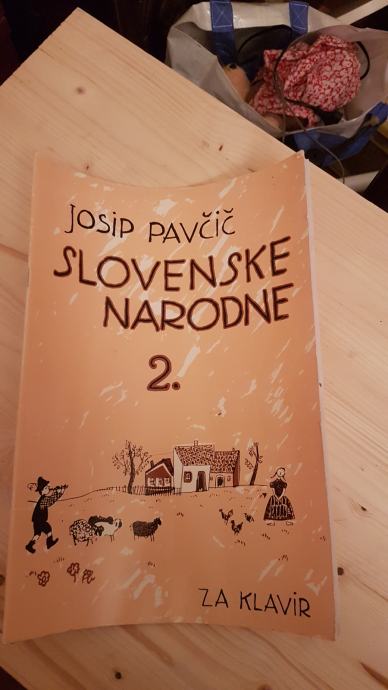 JOSIP PAVČIČ
SLOVENSKE
NARODNE
2.
ZA KLAVIR